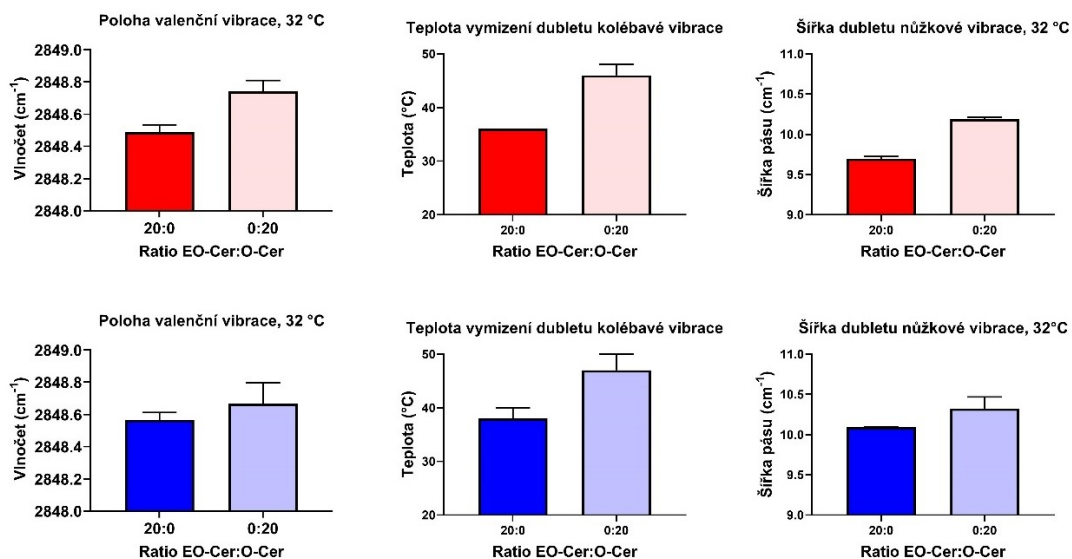 Poloha valenční vibrace, 32 °C
Vlnočet (cm-1)
2849.0
2848.8
2848.6
2848.4
2848.2
2848.0
20:0 0:20
Ratio EO-Cer:O-Cer
Teplota vymizení dubletu kolébavé vibrace
Teplota (°C)
50
40
30
20
20:0 0:20
Ratio EO-Cer:O-Cer
Šířka dubletu nůžkové vibrace, 32 °C
Šířka pásu (cm-1)
11.0
10.5
10.0
9.5
9.0
20:0 0:20
Ratio EO-Cer:O-Cer
Poloha valenční vibrace, 32 °C
Vlnočet (cm-1)
2849.0
2848.8
2848.6
2848.4
2848.2
2848.0
20:0 0:20
Ratio EO-Cer:O-Cer
Teplota vymizení dubletu kolébavé vibrace
Teplota (°C)
50
40
30
20
20:0 0:20
Ratio EO-Cer:O-Cer
Šířka dubletu nůžkové vibrace, 32°C
Šířka pásu (cm-1)
11.0
10.5
10.0
9.5
9.0
20:0 0:20
Ratio EO-Cer:O-Cer